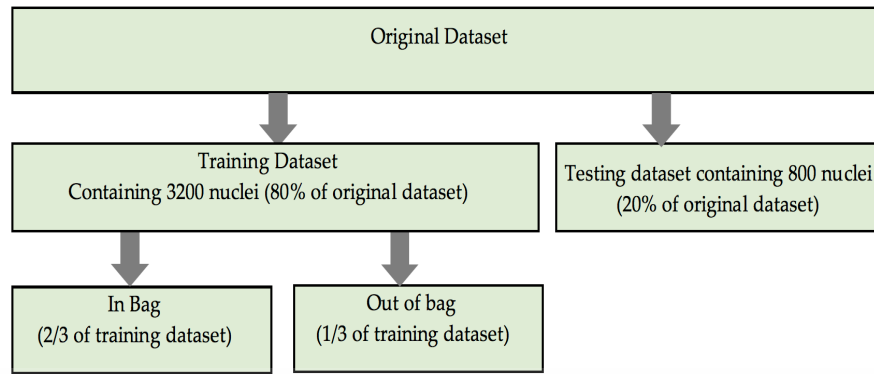 Original Dataset
Training Dataset
Containing 3200 nuclei (80% of original dataset)
Testing dataset containing 800 nuclei
(20% of original dataset)
In Bag
(2/3 of training dataset)
Out of bag
(1/3 of training dataset)